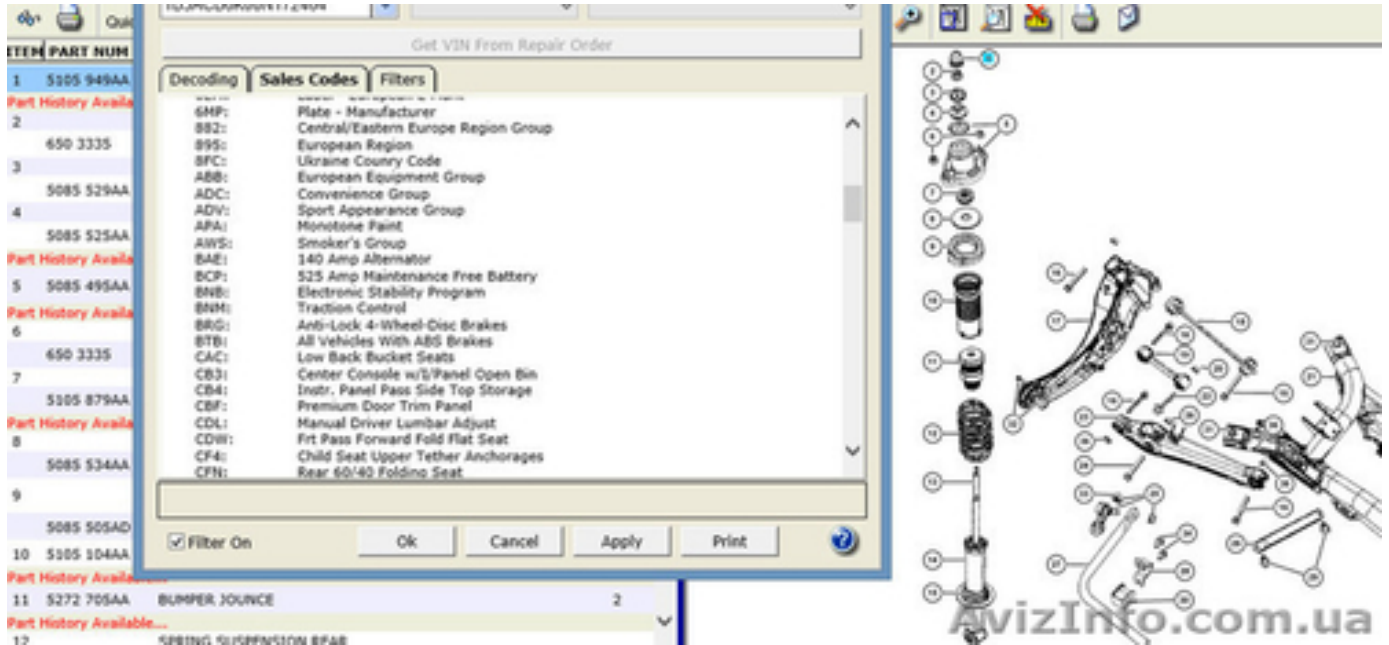 Get VIN From Repair Order
ITEM PART NUM
Decoding Sales Codes Filters
1 5105 949AA
Part History Availa
2
650 3335
3
5085 529AA
4
5085 525AA
Part History Availa
5 5085 495AA
Part History Availa
6
650 3335
7
5105 879AA
Part History Availa
8
5085 534AA
9
5085 505AD
10 5105 104AA
Part History Availa
11 5272 705AA BUMPER JOUNCE 2
Part History Available...
12 SPRING SUSPENSION REAR
6MP: Plate - Manufacturer
882: Central/Eastern Europe Region Group
895: European Region
8FC: Ukraine Counry Code
ABB: European Equipment Group
ADC: Convenience Group
ADV: Sport Appearance Group
APA: Monotone Paint
AWS: Smoker's Group
BAE: 140 Amp Alternator
BCP: 525 Amp Maintenance Free Battery
BNB: Electronic Stability Program
BNM: Traction Control
BRG: Anti-Lock 4-Wheel-Disc Brakes
BTB: All Vehicles With ABS Brakes
CAC: Low Back Bucket Seats
CB3: Center Console w/I/Panel Open Bin
CB4: Instr. Panel Pass Side Top Storage
CBF: Premium Door Trim Panel
CDL: Manual Driver Lumbar Adjust
CDW: Frt Pass Forward Fold Flat Seat
CF4: Child Seat Upper Tether Anchorages
CFN: Rear 60/40 Folding Seat
Filter On Ok Cancel Apply Print
AvizInfo.com.ua